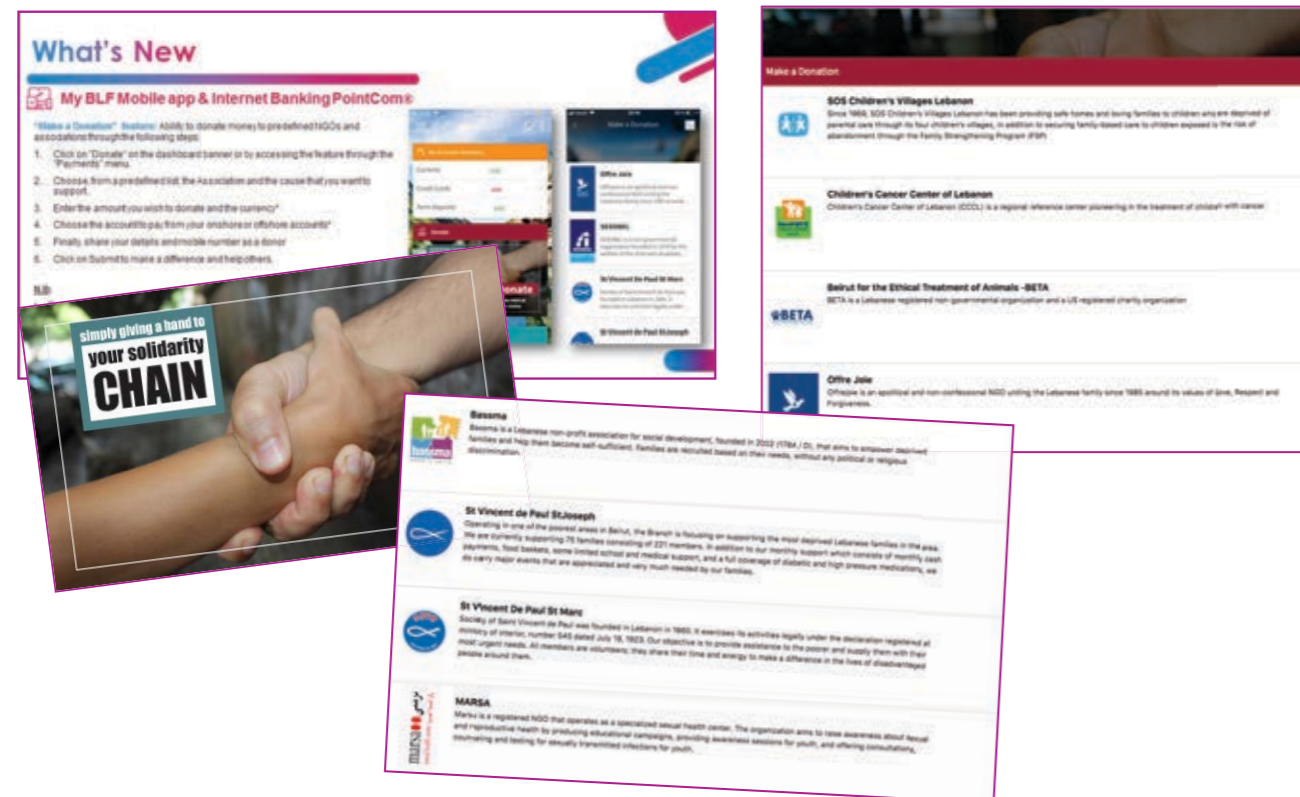 What's New
My BLF Mobile app & Internet Banking PointCom®
"Make a Donation" feature: Ability to donate money to predefined NGOs and
associations through the following steps:
1. Click on "Donate" on the dashboard banner or by accessing the feature through the
"Payments" menu.
2. Choose, from a predefined list, the Association and the cause that you want to
support.
3. Enter the amount you wish to donate and the currency*
4. Choose the account to pay from your onshore or offshore accounts*
5. Finally, share your details and mobile number as a donor
6. Click on Submit to make a difference and help others.
N.B:
Donate
Make a Donation
Offre Joie
SESOBEL
St Vincent De Paul St Marc
St Vincent de Paul StJoseph
simply giving a hand to
your solidarity
CHAIN
Make a Donation
SOS Children's Villages Lebanon
Since 1969, SOS Children's Villages Lebanon has been providing safe homes and loving families to children who are deprived of
parental care through its four children's villages, in addition to securing family-based care to children exposed to the risk of
abandonment through the Family Strengthening Program (FSP)
Children's Cancer Center of Lebanon
Children's Cancer Center of Lebanon (CCCL) is a regional reference center pioneering in the treatment of children with cancer
Beirut for the Ethical Treatment of Animals -BETA
BETA is a Lebanese registered non-governmental organization and a US registered charity organization
BETA
Offre Joie
Offrejoie is an apolitical and non-confessional NGO uniting the Lebanese family since 1985 around its values of Love, Respect and
Forgiveness.
bassma
Bassma
Bassma is a Lebanese non-profit association for social development, founded in 2002 (1784 / D), that aims to empower deprived
families and help them become self-sufficient. Families are recruited based on their needs, without any political or religious
discrimination.
St Vincent de Paul StJoseph
Operating in one of the poorest areas in Beirut, the Branch is focusing on supporting the most deprived Lebanese families in the area.
We are currently supporting 75 families consisting of 221 members. In addition to our monthly support which consists of monthly cash
payments, food baskets, some limited school and medical support, and a full coverage of diabetic and high pressure medications, we
do carry major events that are appreciated and very much needed by our families.
St Vincent De Paul St Marc
Society of Saint Vincent de Paul was founded in Lebanon in 1860. It exercises its activities legally under the declaration registered at
ministry of interior, number 545 dated July 19, 1923. Our objective is to provide assistance to the poorer and supply them with their
most urgent needs. All members are volunteers; they share their time and energy to make a difference in the lives of disadvantaged
people around them.
marsa
مرسى
MARSA
Marsa is a registered NGO that operates as a specialized sexual health center. The organization aims to raise awareness about sexual
and reproductive health by producing educational campaigns, providing awareness sessions for youth, and offering consultations,
counseling and testing for sexually transmitted infections for youth.